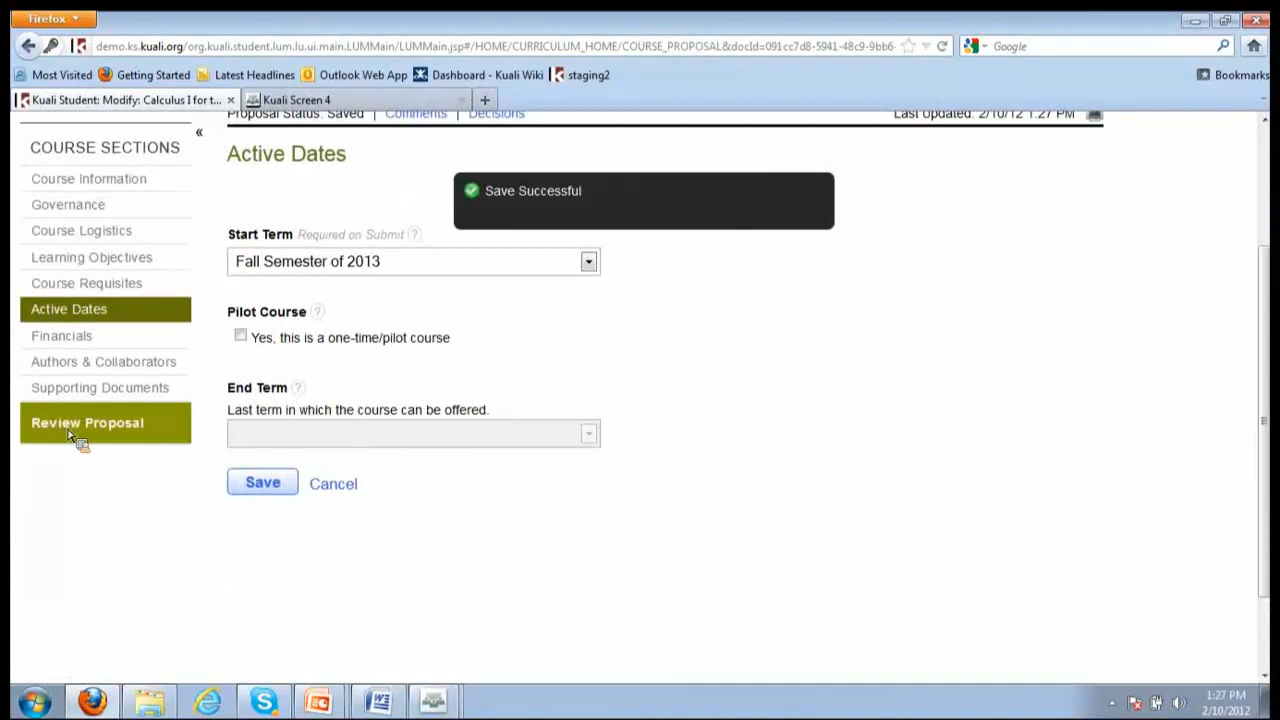 Firefox
demo.ks.kuali.org/org.kuali.student.lum.lu.ui.main.LUMMain/LUMMain.jsp#/HOME/CURRICULUM_HOME/COURSE_PROPOSAL&docId=091cc7d8-5941-48c9-9bb6-
Google
Most Visited Getting Started Latest Headlines Outlook Web App Dashboard - Kuali Wiki staging2 Bookmarks
Kuali Student: Modify: Calculus I for t... Kuali Screen 4
Proposal Status: Saved | Comments | Decisions Last Updated: 2/10/12 1:27 PM
COURSE SECTIONS
Course Information
Governance
Course Logistics
Learning Objectives
Course Requisites
Active Dates
Financials
Authors & Collaborators
Supporting Documents
Review Proposal
Active Dates
Save Successful
Start Term Required on Submit ?
Fall Semester of 2013
Pilot Course ?
Yes, this is a one-time/pilot course
End Term ?
Last term in which the course can be offered.
Save Cancel
1:27 PM
2/10/2012